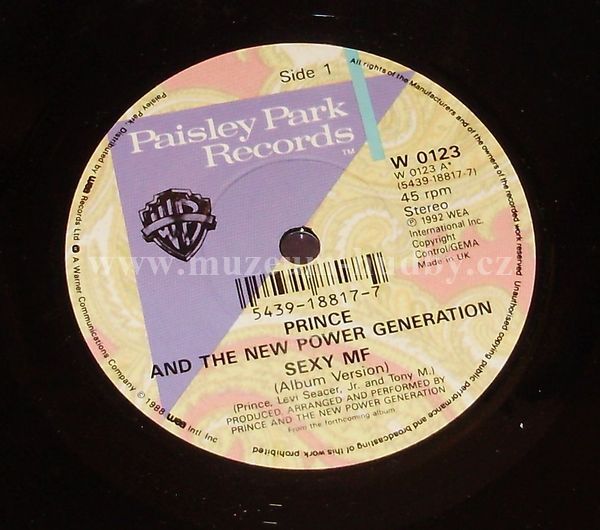 Side 1
Paisley Park
Records
TM
W 0123
W 0123 A*
(5439-18817-7)
45 rpm
Stereo
℗ 1992 WEA
International Inc.
Copyright
Control/GEMA
Made in UK
5439-18817-7
PRINCE
AND THE NEW POWER GENERATION
SEXY MF
(Album Version)
(Prince, Levi Seacer, Jr. and Tony M.)
PRODUCED, ARRANGED AND PERFORMED BY
PRINCE AND THE NEW POWER GENERATION
From the forthcoming album
Paisley Park. Distributed by wea Records Ltd. A Warner Communications Company © 1988 wea Intl Inc
All rights of the Manufacturers and of the owners of the recorded work reserved. Unauthorised copying public performance and broadcasting of this work prohibited
www.muzeumhudby.cz